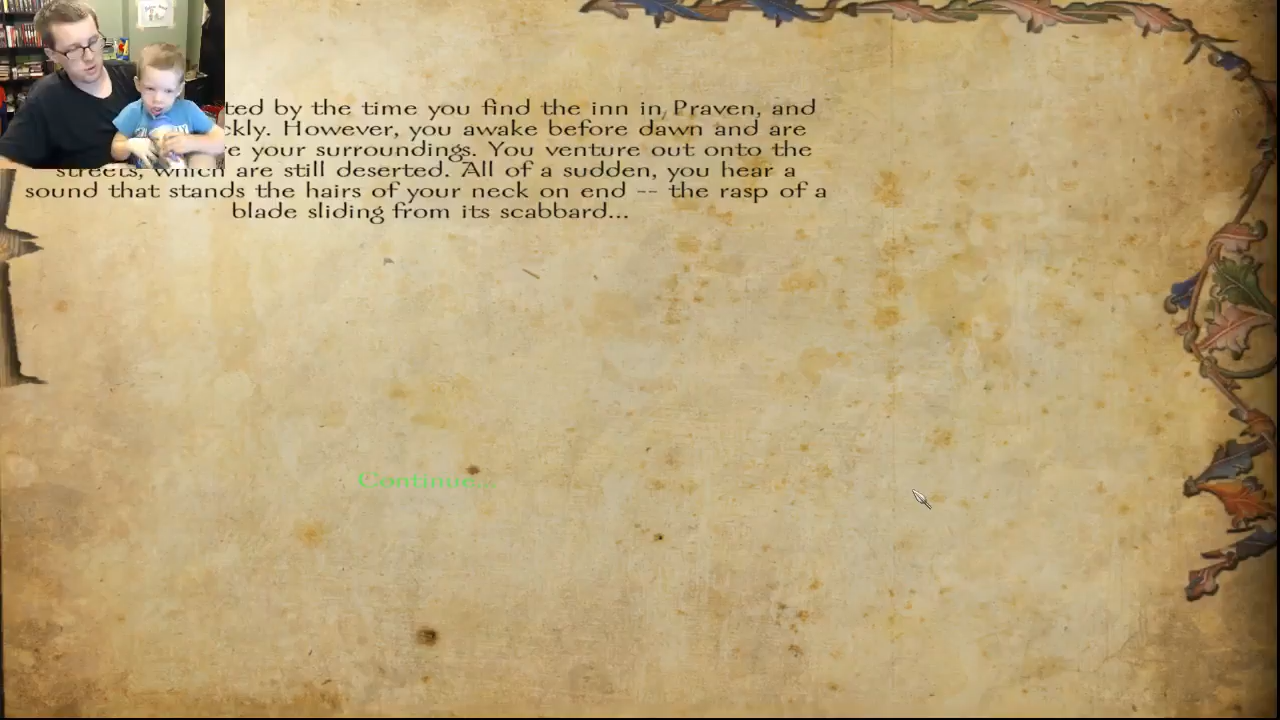 ted by the time you find the inn in Praven, and
ckly. However, you awake before dawn and are
e your surroundings. You venture out onto the
streets, which are still deserted. All of a sudden, you hear a
sound that stands the hairs of your neck on end -- the rasp of a
blade sliding from its scabbard...
Continue...